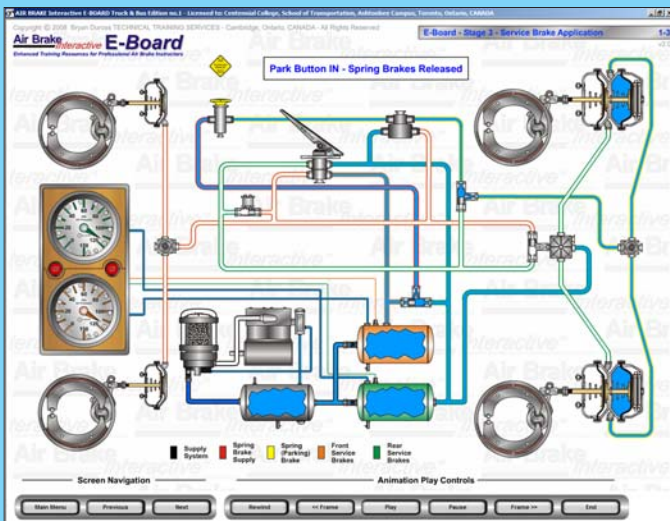 AIR BRAKE Interactive E-BOARD Truck & Bus Edition no.1 - Licensed to: Centennial College, School of Transportation, Ashtonbee Campus, Toronto, Ontario, CANADA
Copyright © 2008 Bryan Durnas TECHNICAL TRAINING SERVICES - Cambridge, Ontario, CANADA - All Rights Reserved
Air Brake Interactive E-Board
Enhanced Training Resources for Professional Air Brake Instructors
E-Board - Stage 3 - Service Brake Application
Park Button IN - Spring Brakes Released
Supply System
Spring Brake Supply
Spring (Parking) Brake
Front Service Brakes
Rear Service Brakes
Screen Navigation
Animation Play Controls
Main Menu
Previous
Next
Rewind
<< Frame
Play
Pause
Frame >>
End